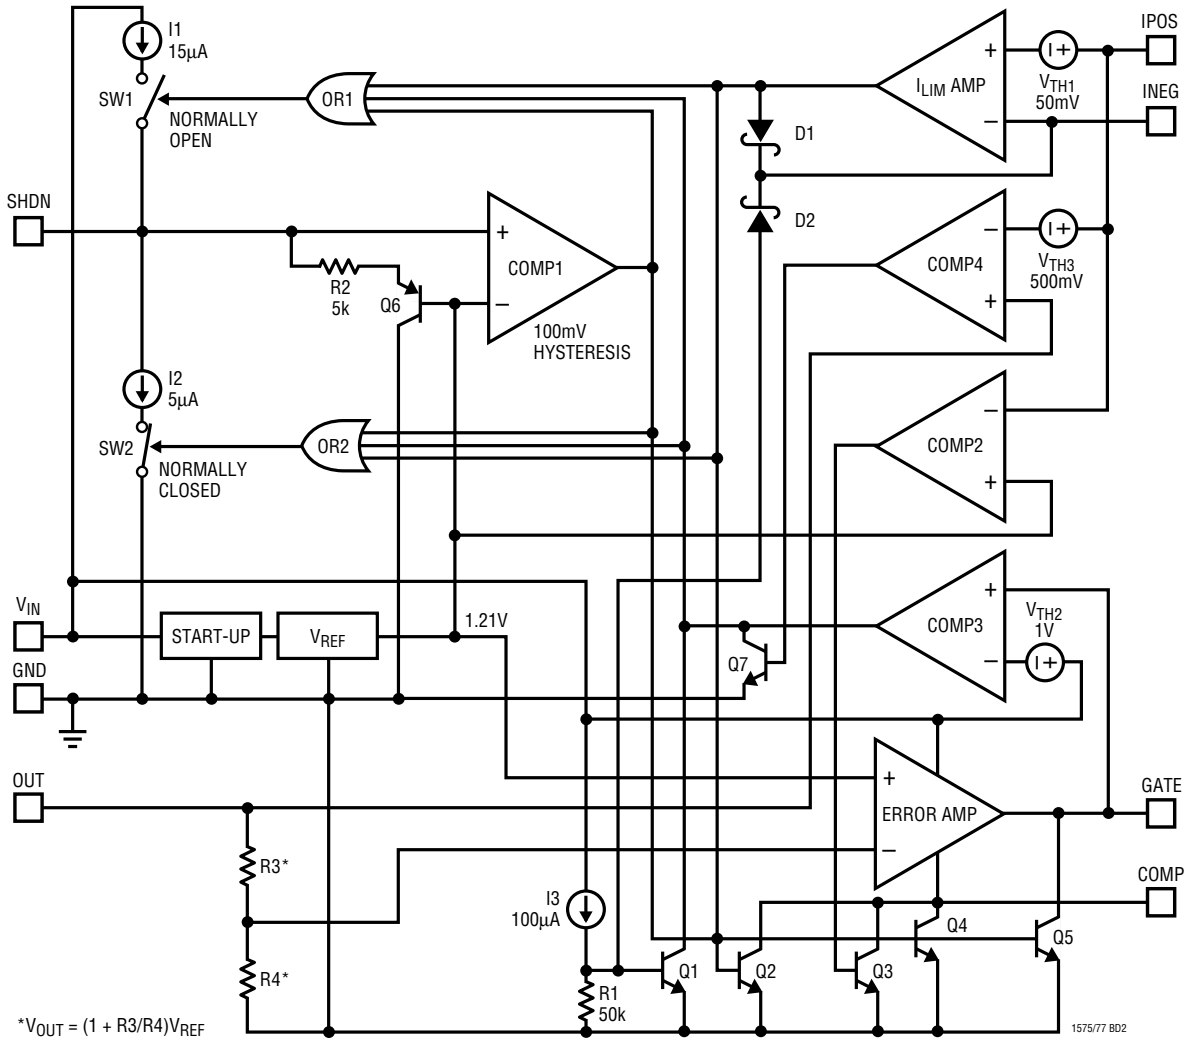 I1
15µA
SW1
NORMALLY
OPEN
OR1
ILIM AMP
+
−
+
VTH1
50mV
IPOS
INEG
D1
D2
SHDN
R2
5k
Q6
+
−
COMP1
100mV
HYSTERESIS
COMP4
−
+
+
VTH3
500mV
I2
5µA
SW2
NORMALLY
CLOSED
OR2
COMP2
−
+
VIN
START-UP
VREF
1.21V
GND
COMP3
+
−
VTH2
1V
+
Q7
OUT
+
−
ERROR AMP
GATE
COMP
R3*
R4*
I3
100µA
R1
50k
Q1
Q2
Q3
Q4
Q5
*VOUT = (1 + R3/R4)VREF
1575/77 BD2